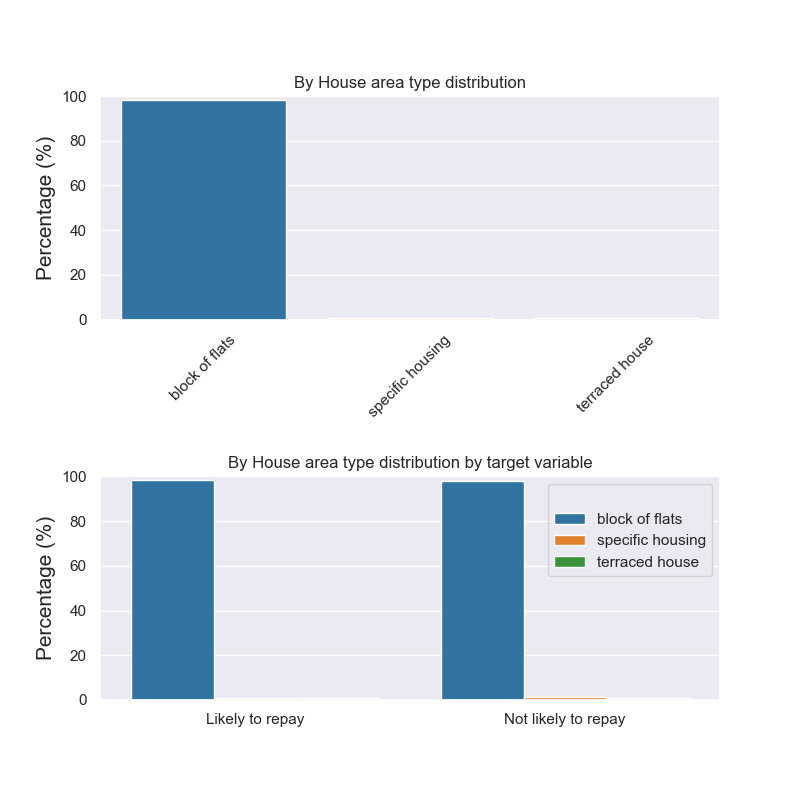 By House area type distribution
Percentage (%)
100
80
60
40
20
0
block of flats
specific housing
terraced house
By House area type distribution by target variable
Percentage (%)
100
80
60
40
20
0
block of flats
specific housing
terraced house
Likely to repay
Not likely to repay